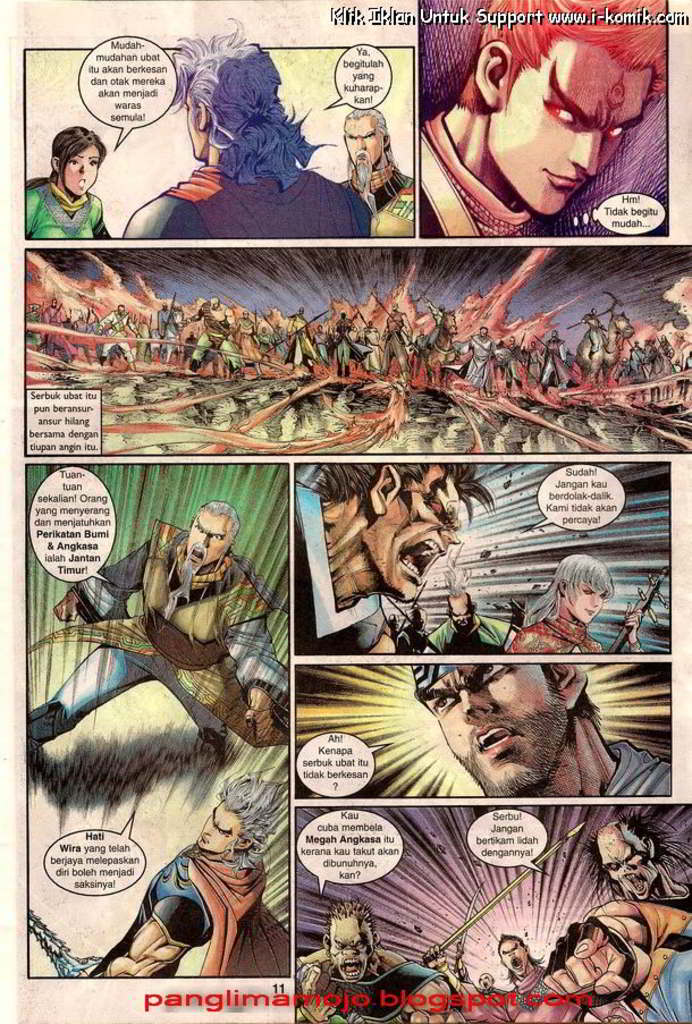 Klik Iklan Untuk Support www.i-komik.com
Mudah-
mudahan ubat
itu akan berkesan
dan otak mereka
akan menjadi
waras
semula!
Ya,
begitulah
yang
kuharap-
kan!
Hm!
Tidak begitu
mudah.
Serbuk ubat itu
pun beransur-
ansur hilang
bersama dengan
tiupan angin itu.
Tuan-
tuan
sekalian! Orang
yang menyerang
dan menjatuhkan
Perikatan Bumi
& Angkasa
ialah Jantan
Timur!
Sudah!
Jangan kau
berdolak-dalik.
Kami tidak akan
percaya!
Ah!
Kenapa
serbuk ubat itu
tidak berkesan
?
Hati
Wira yang telah
berjaya melepaskan
diri boleh menjadi
saksinya!
Kau
cuba membela
Megah Angkasa itu
kerana kau takut akan
dibunuhnya,
kan?
Serbu!
Jangan
bertikam lidah
dengannya!
11
panglimamojo.blogspot.com